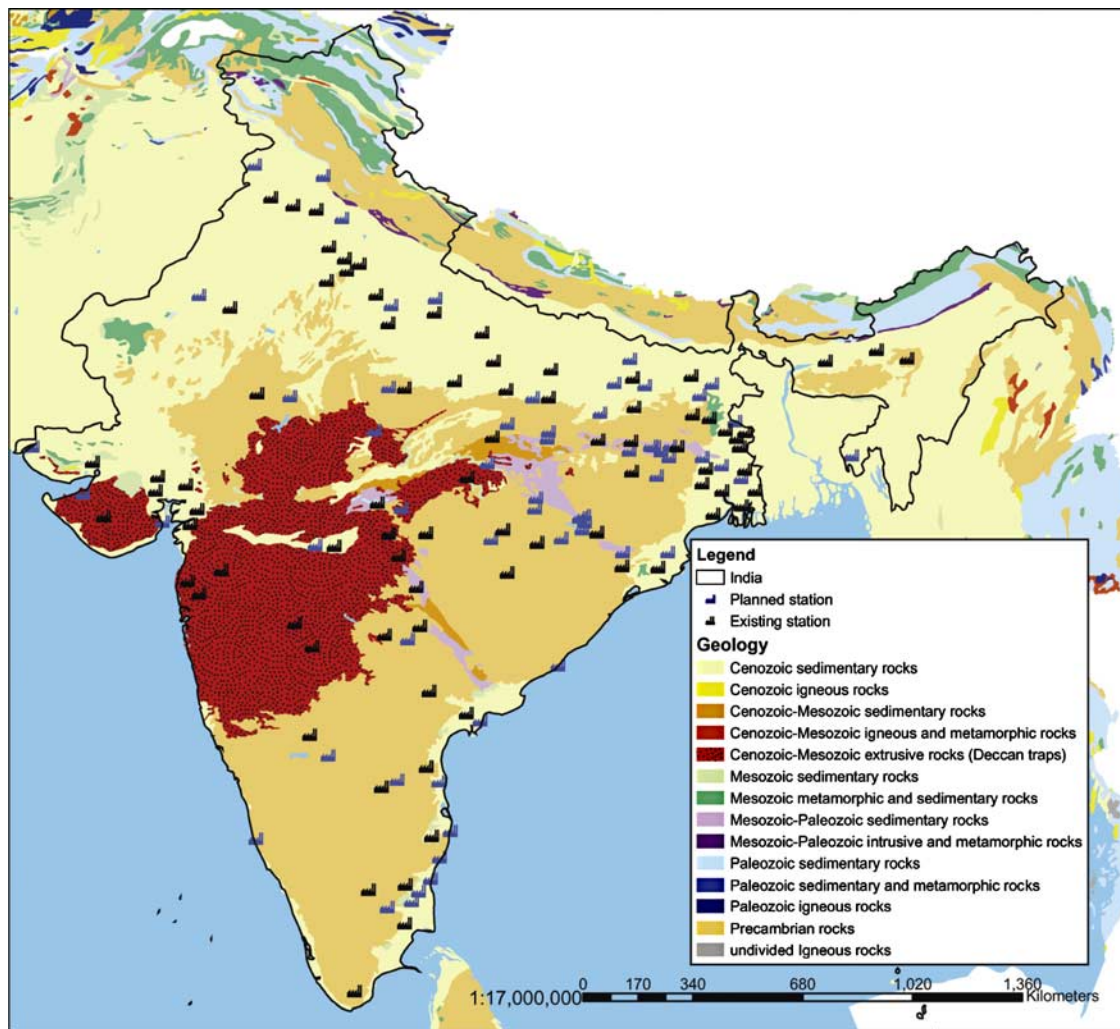 Legend
India
Planned station
Existing station
Geology
Cenozoic sedimentary rocks
Cenozoic igneous rocks
Cenozoic-Mesozoic sedimentary rocks
Cenozoic-Mesozoic igneous and metamorphic rocks
Cenozoic-Mesozoic extrusive rocks (Deccan traps)
Mesozoic sedimentary rocks
Mesozoic metamorphic and sedimentary rocks
Mesozoic-Paleozoic sedimentary rocks
Mesozoic-Paleozoic intrusive and metamorphic rocks
Paleozoic sedimentary rocks
Paleozoic sedimentary and metamorphic rocks
Paleozoic igneous rocks
Precambrian rocks
undivided Igneous rocks
0 170 340 680 1,020 1,360
1:17,000,000 Kilometers